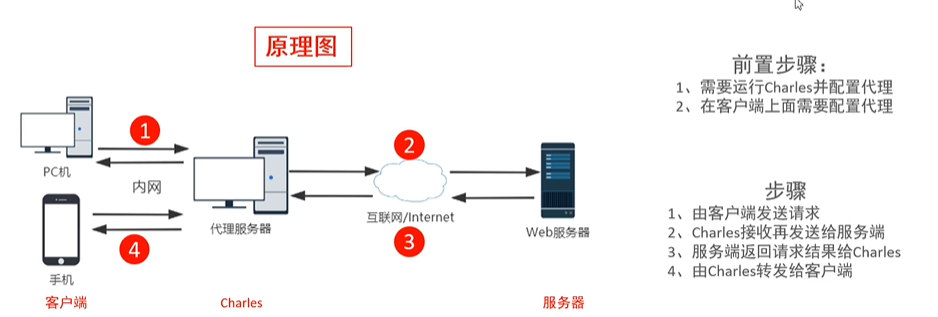 原理图
1
PC机
内网
手机
4
客户端
代理服务器
Charles
2
互联网/Internet
3
Web服务器
服务器
前置步骤：
1、需要运行Charles并配置代理
2、在客户端上面需要配置代理
步骤
1、由客户端发送请求
2、Charles接收再发送给服务端
3、服务端返回请求结果给Charles
4、由Charles转发给客户端